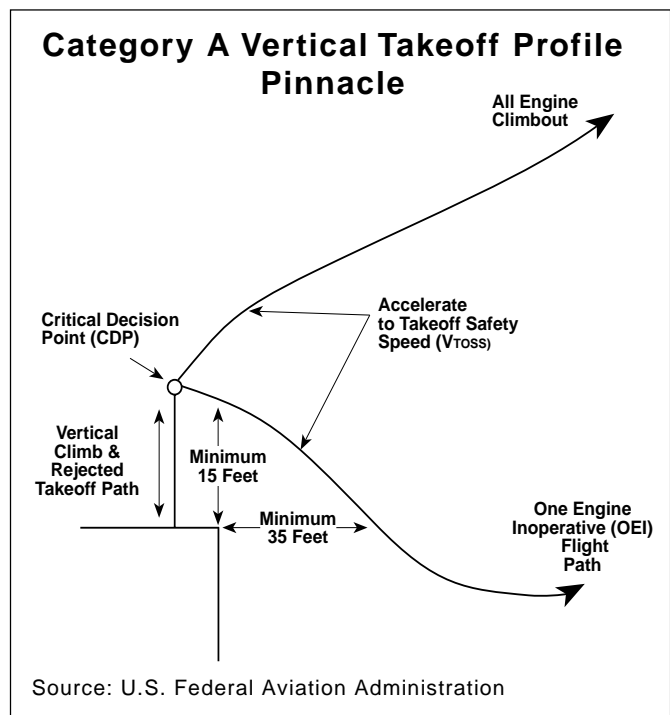 Category A Vertical Takeoff Profile
Pinnacle
All Engine
Climbout
Critical Decision
Point (CDP)
Accelerate
to Takeoff Safety
Speed (VTOSS)
Vertical
Climb &
Rejected
Takeoff Path
Minimum
15 Feet
Minimum
35 Feet
One Engine
Inoperative (OEI)
Flight
Path
Source: U.S. Federal Aviation Administration